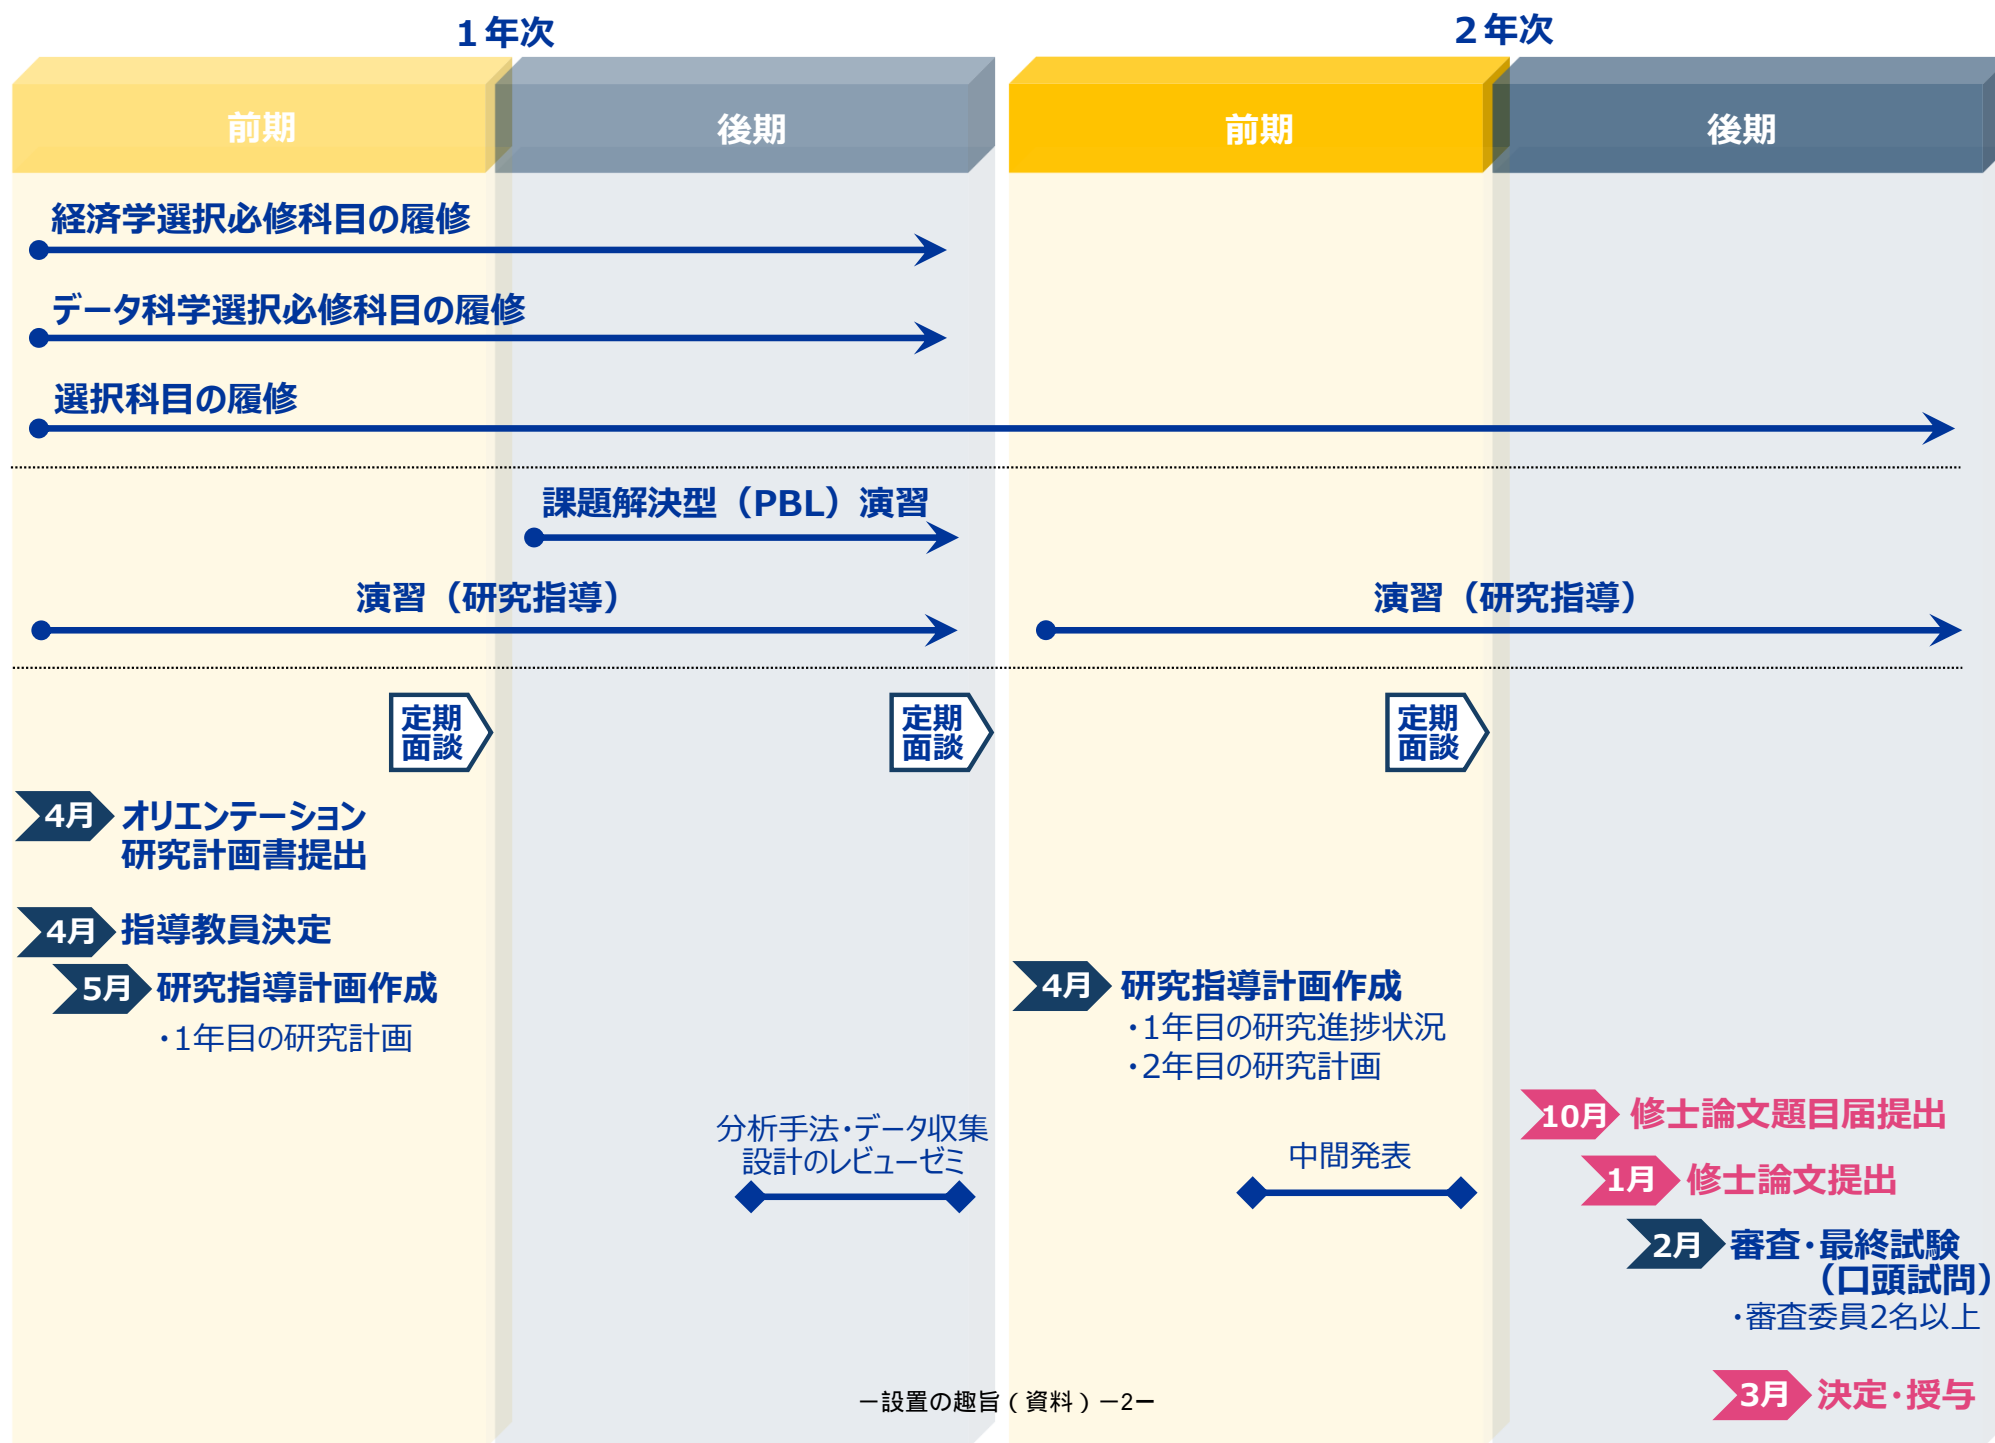 １年次
２年次
前期
後期
前期
後期
経済学選択必修科目の履修
データ科学選択必修科目の履修
選択科目の履修
課題解決型（PBL）演習
演習（研究指導）
演習（研究指導）
定期
面談
定期
面談
定期
面談
4月
オリエンテーション
研究計画書提出
4月
指導教員決定
5月
研究指導計画作成
・1年目の研究計画
4月
研究指導計画作成
・1年目の研究進捗状況
・2年目の研究計画
分析手法・データ収集
設計のレビューゼミ
中間発表
10月
修士論文題目届提出
1月
修士論文提出
2月
審査・最終試験
（口頭試問）
・審査委員2名以上
3月
決定・授与
－設置の趣旨（資料）－2－